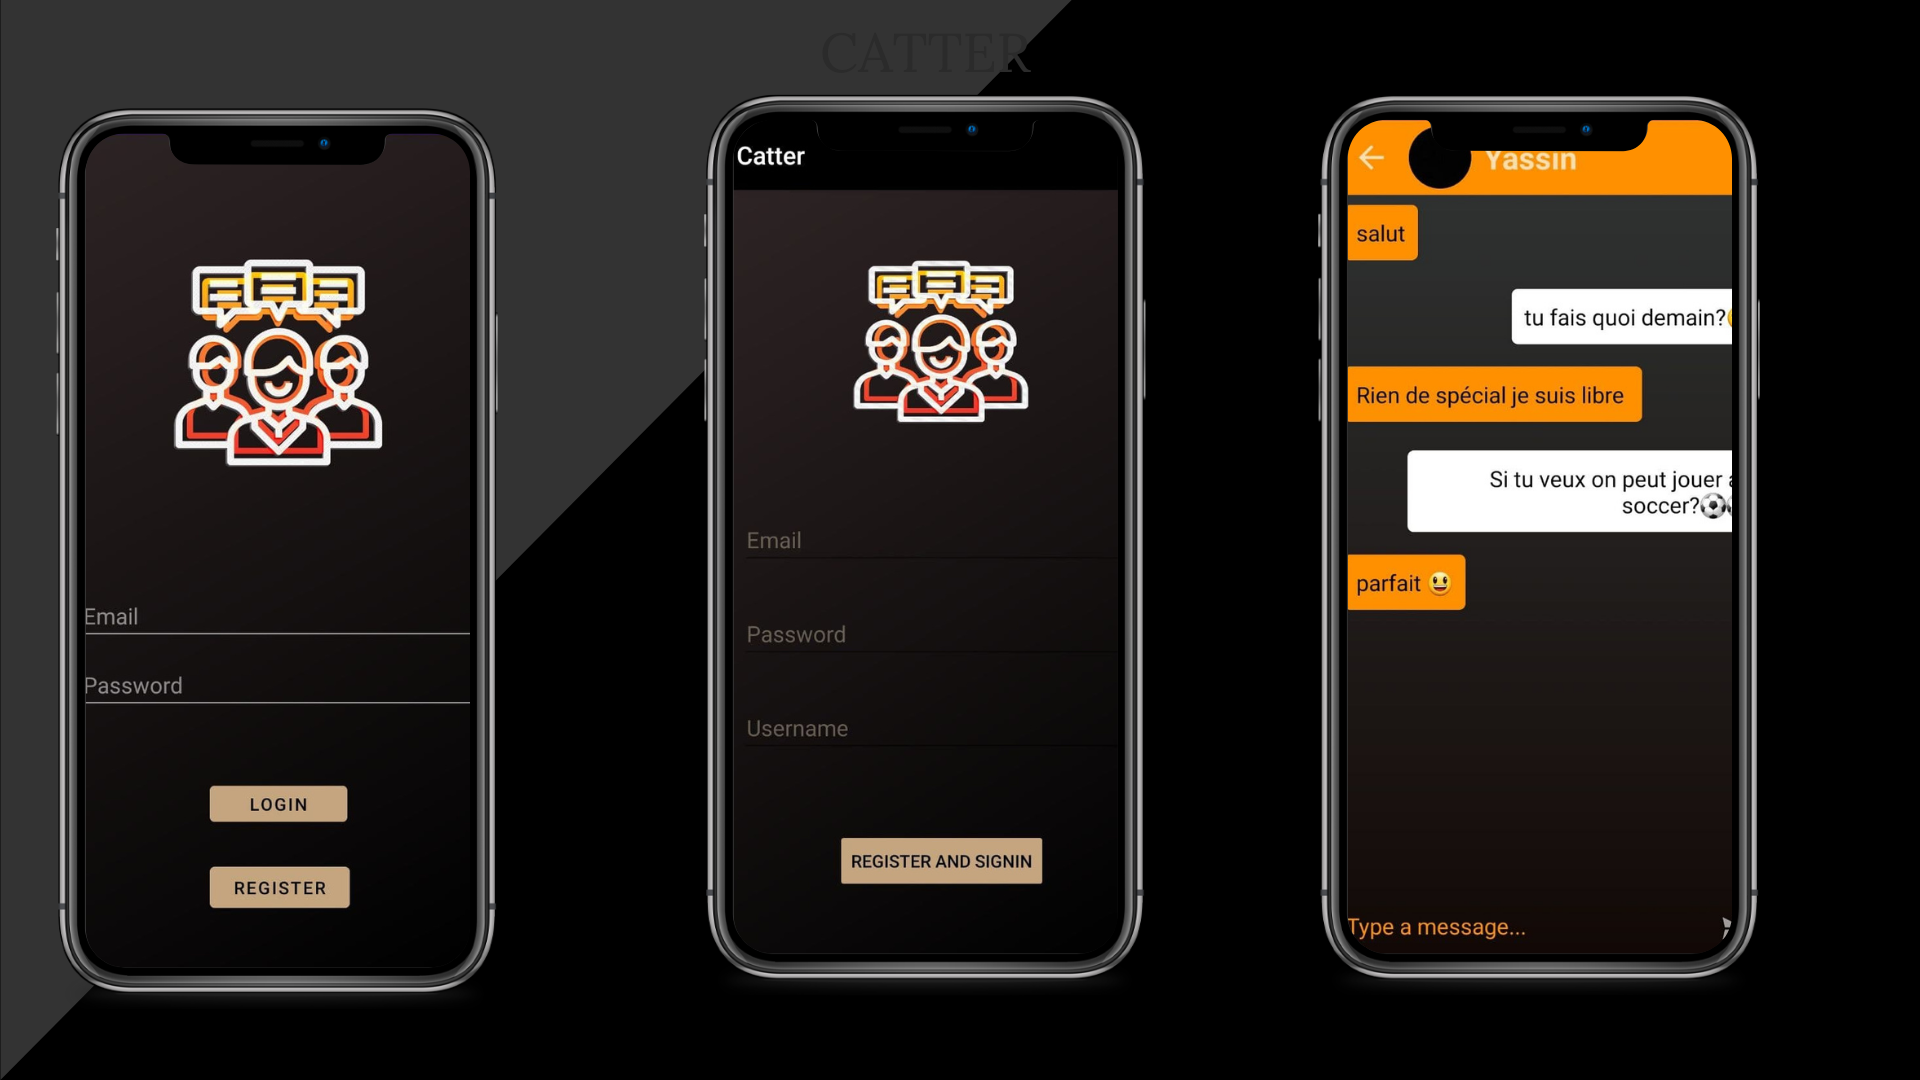 CATTER
Email
Password
LOGIN
REGISTER
Catter
Email
Password
Username
REGISTER AND SIGNIN
Yassin
salut
tu fais quoi demain?
Rien de spécial je suis libre
Si tu veux on peut jouer
soccer?⚽
parfait 😃
Type a message...